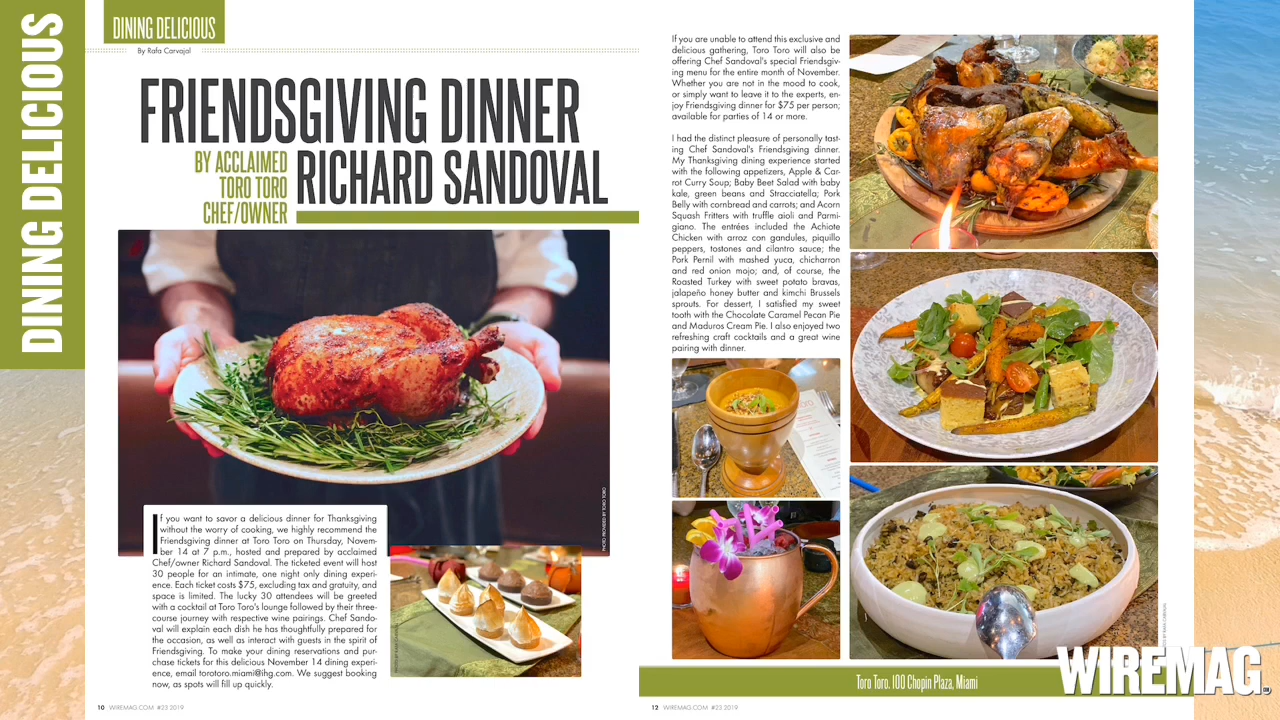 DINING DELICIOUS
DINING DELICIOUS
By Rafa Carvajal
FRIENDSGIVING DINNER
BY ACCLAIMED
TORO TORO
CHEF/OWNER
RICHARD SANDOVAL
PHOTO PROVIDED BY TORO TORO
If you want to savor a delicious dinner for Thanksgiving
without the worry of cooking, we highly recommend the
Friendsgiving dinner at Toro Toro on Thursday, Novem-
ber 14 at 7 p.m., hosted and prepared by acclaimed
Chef/owner Richard Sandoval. The ticketed event will host
30 people for an intimate, one night only dining experi-
ence. Each ticket costs $75, excluding tax and gratuity, and
space is limited. The lucky 30 attendees will be greeted
with a cocktail at Toro Toro's lounge followed by their three-
course journey with respective wine pairings. Chef Sando-
val will explain each dish he has thoughtfully prepared for
the occasion, as well as interact with guests in the spirit of
Friendsgiving. To make your dining reservations and pur-
chase tickets for this delicious November 14 dining experi-
ence, email torotoro.miami@ihg.com. We suggest booking
now, as spots will fill up quickly.
10 WIREMAG.COM #23 2019
If you are unable to attend this exclusive and
delicious gathering, Toro Toro will also be
offering Chef Sandoval's special Friendsgiv-
ing menu for the entire month of November.
Whether you are not in the mood to cook,
or simply want to leave it to the experts, en-
joy Friendsgiving dinner for $75 per person;
available for parties of 14 or more.
I had the distinct pleasure of personally tast-
ing Chef Sandoval's Friendsgiving dinner.
My Thanksgiving dining experience started
with the following appetizers, Apple & Car-
rot Curry Soup; Baby Beet Salad with baby
kale, green beans and Stracciatella; Pork
Belly with cornbread and carrots; and Acorn
Squash Fritters with truffle aioli and Parmi-
giano. The entrées included the Achiote
Chicken with arroz con gandules, piquillo
peppers, tostones and cilantro sauce; the
Pork Pernil with mashed yuca, chicharron
and red onion mojo; and, of course, the
Roasted Turkey with sweet potato bravas,
jalapeño honey butter and kimchi Brussels
sprouts. For dessert, I satisfied my sweet
tooth with the Chocolate Caramel Pecan Pie
and Maduros Cream Pie. I also enjoyed two
refreshing craft cocktails and a great wine
pairing with dinner.
Toro Toro. 100 Chopin Plaza, Miami
12 WIREMAG.COM #23 2019
WIREMAG.